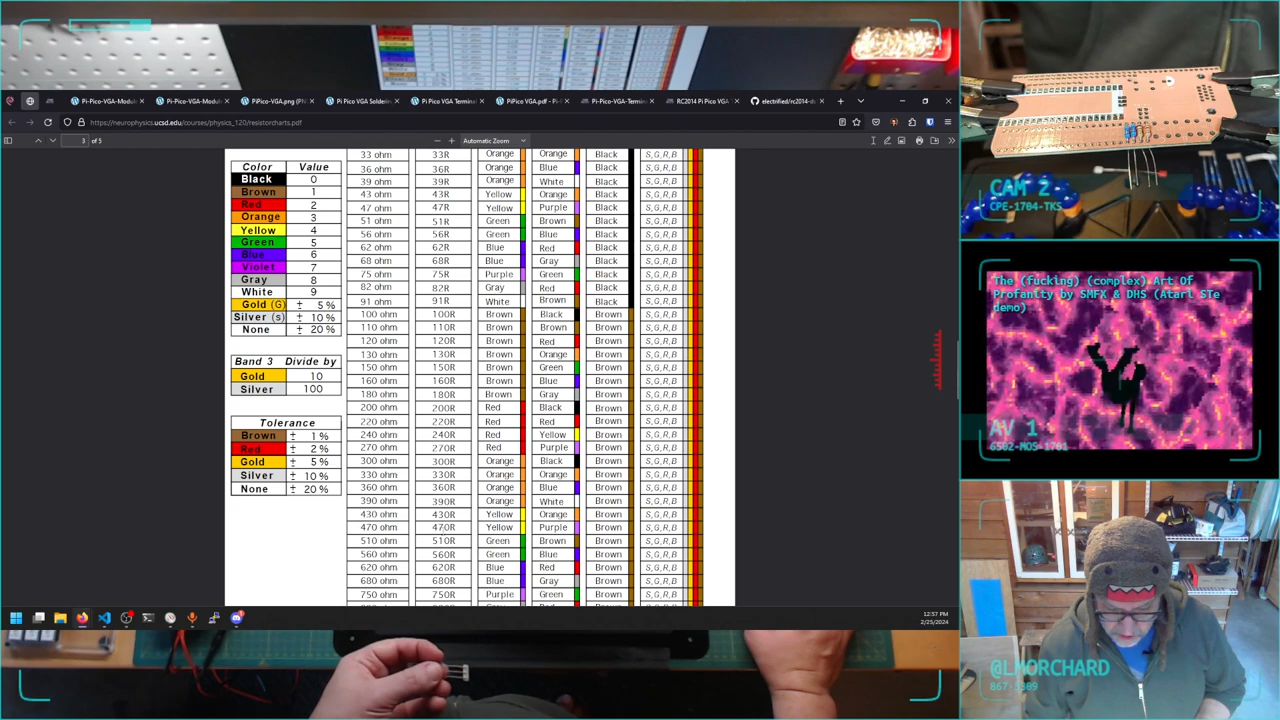 Pi-Pico-VGA-Modul
Pi-Pico-VGA-Modul
PiPico-VGA.png (PN
Pi Pico VGA Solderin
Pi Pico VGA Termina
PiPico VGA.pdf - Pi-
Pi-Pico-VGA-Termin
RC2014 Pi Pico VGA
electrified/rc2014-d
https://neurophysics.ucsd.edu/courses/physics_120/resistorcharts.pdf
3 of 5
Automatic Zoom
Color Value
Black 0
Brown 1
Red 2
Orange 3
Yellow 4
Green 5
Blue 6
Violet 7
Gray 8
White 9
Gold (G) ± 5 %
Silver (s) ± 10 %
None ± 20 %
Band 3 Divide by
Gold 10
Silver 100
Tolerance
Brown ± 1 %
Red ± 2 %
Gold ± 5 %
Silver ± 10 %
None ± 20 %
33 ohm 33R Orange Orange Black S,G,R,B
36 ohm 36R Orange Blue Black S,G,R,B
39 ohm 39R Orange White Black S,G,R,B
43 ohm 43R Yellow Orange Black S,G,R,B
47 ohm 47R Yellow Purple Black S,G,R,B
51 ohm 51R Green Brown Black S,G,R,B
56 ohm 56R Green Blue Black S,G,R,B
62 ohm 62R Blue Red Black S,G,R,B
68 ohm 68R Blue Gray Black S,G,R,B
75 ohm 75R Purple Green Black S,G,R,B
82 ohm 82R Gray Red Black S,G,R,B
91 ohm 91R White Brown Black S,G,R,B
100 ohm 100R Brown Black Brown S,G,R,B
110 ohm 110R Brown Brown Brown S,G,R,B
120 ohm 120R Brown Red Brown S,G,R,B
130 ohm 130R Brown Orange Brown S,G,R,B
150 ohm 150R Brown Green Brown S,G,R,B
160 ohm 160R Brown Blue Brown S,G,R,B
180 ohm 180R Brown Gray Brown S,G,R,B
200 ohm 200R Red Black Brown S,G,R,B
220 ohm 220R Red Red Brown S,G,R,B
240 ohm 240R Red Yellow Brown S,G,R,B
270 ohm 270R Red Purple Brown S,G,R,B
300 ohm 300R Orange Black Brown S,G,R,B
330 ohm 330R Orange Orange Brown S,G,R,B
360 ohm 360R Orange Blue Brown S,G,R,B
390 ohm 390R Orange White Brown S,G,R,B
430 ohm 430R Yellow Orange Brown S,G,R,B
470 ohm 470R Yellow Purple Brown S,G,R,B
510 ohm 510R Green Brown Brown S,G,R,B
560 ohm 560R Green Blue Brown S,G,R,B
620 ohm 620R Blue Red Brown S,G,R,B
680 ohm 680R Blue Gray Brown S,G,R,B
750 ohm 750R Purple Green Brown S,G,R,B
12:57 PM
2/25/2024
CAM 2
CPE-1704-TKS
The (fucking) (complex) Art Of
Profanity by SMFX & DHS (Atari STe
demo)
AV 1
6502-MOS-1701
@LMORCHARD
867-5309